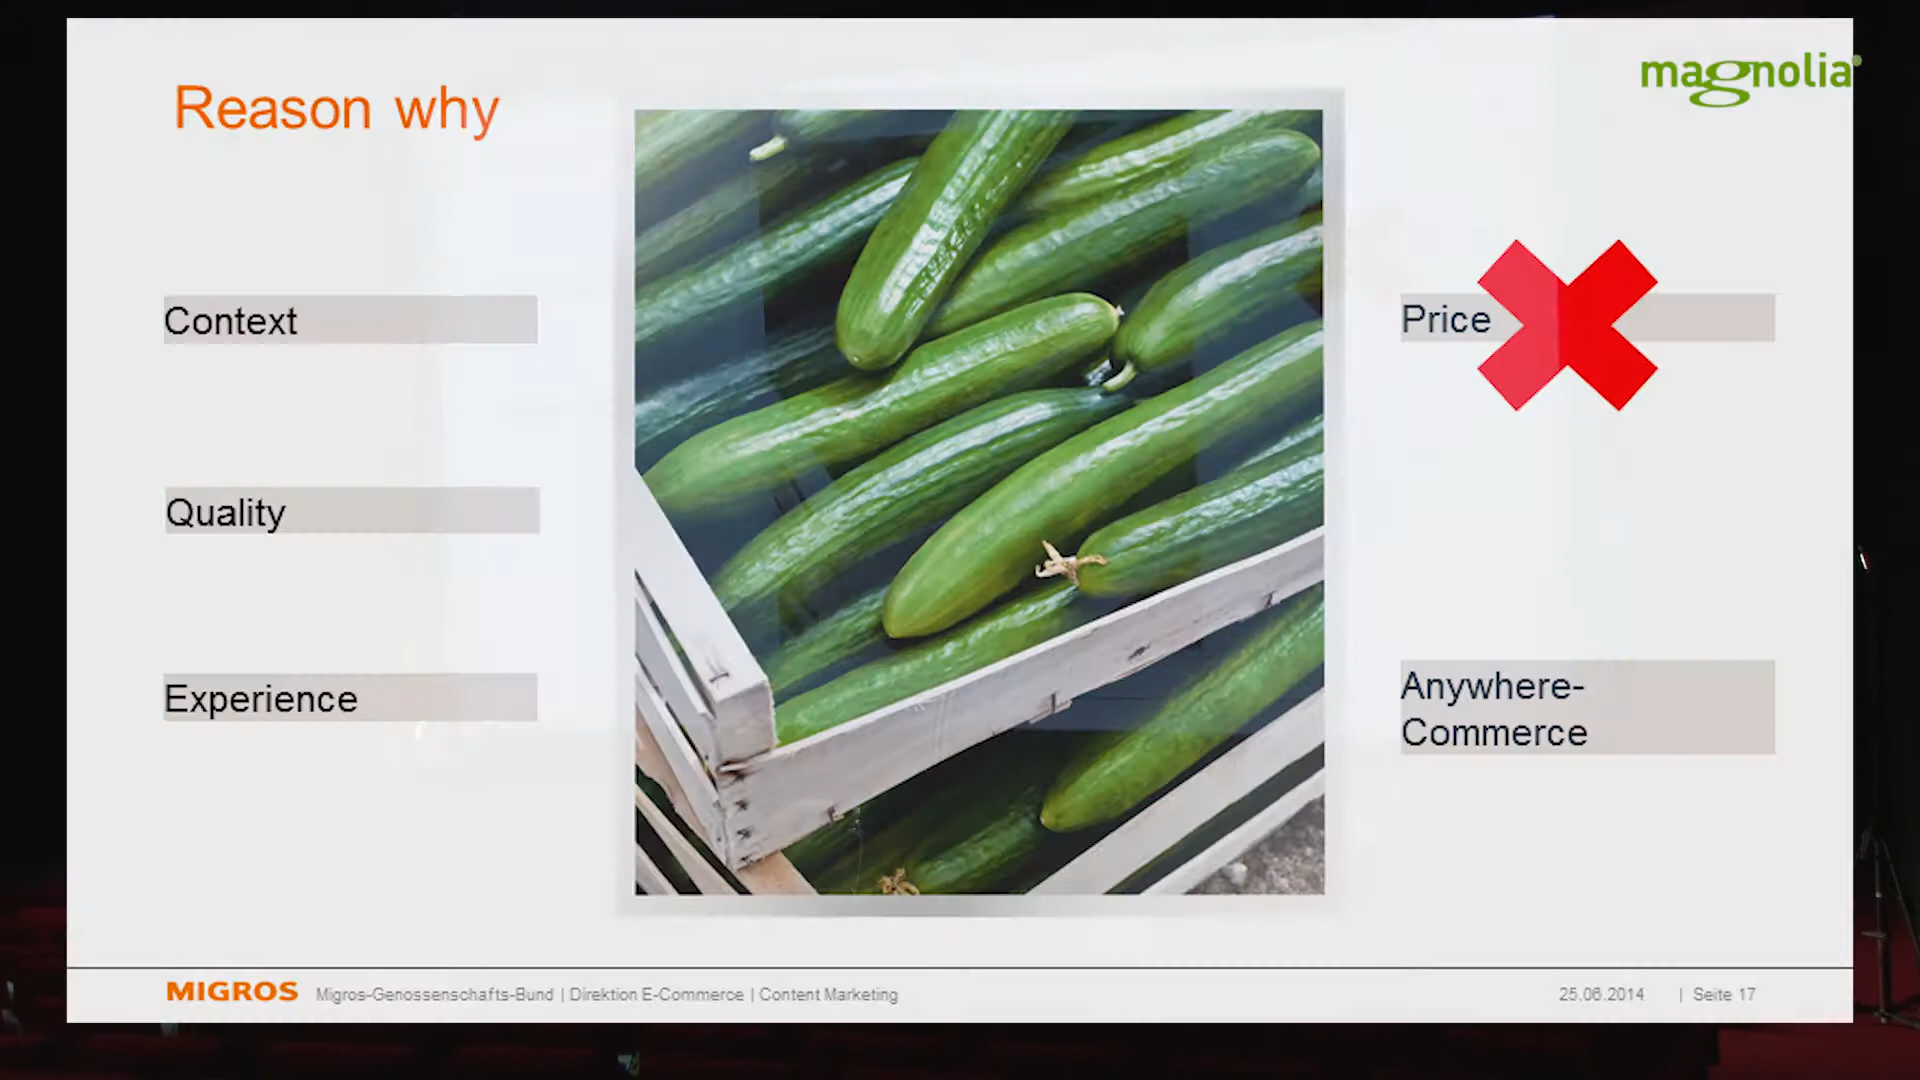 magnolia
Reason why
Context
Price
Quality
Experience
Anywhere-
Commerce
MIGROS Migros-Genossenschafts-Bund | Direktion E-Commerce | Content Marketing 25.06.2014 | Seite 17